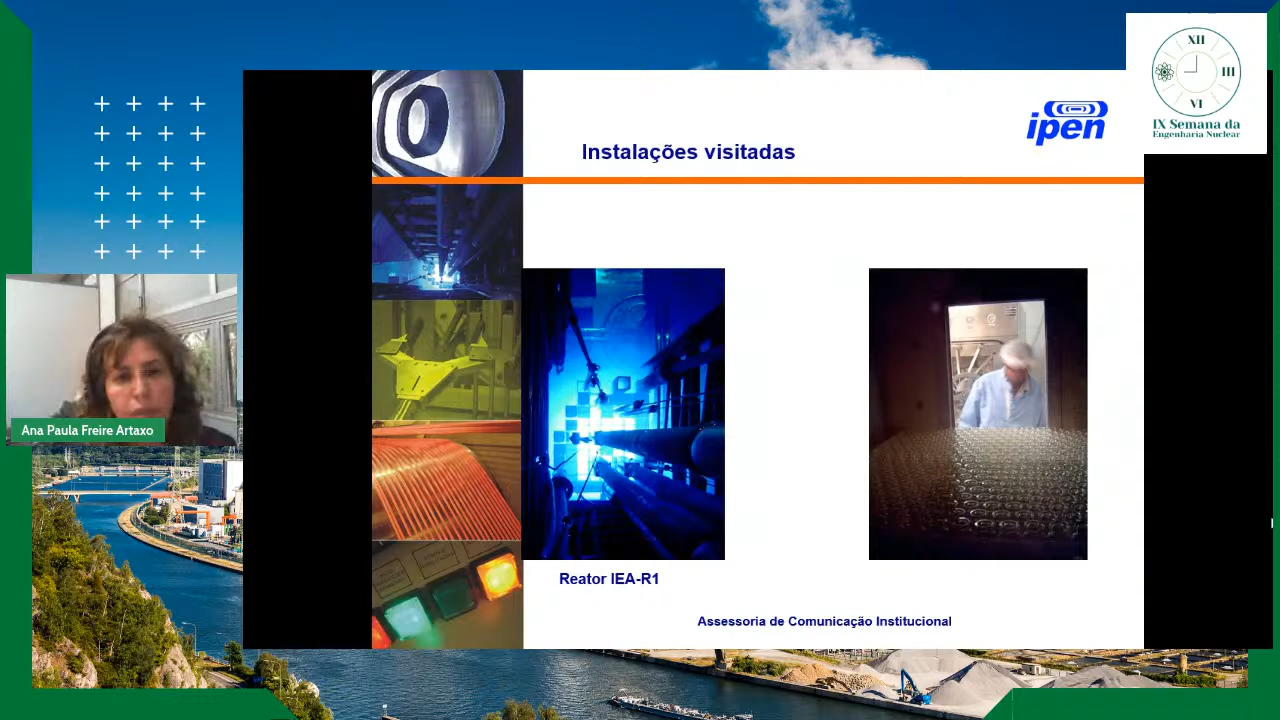 XII
III
VI
IX Semana da
Engenharia Nuclear
ipen
Instalações visitadas
Ana Paula Freire Artaxo
Reator IEA-R1
Assessoria de Comunicação Institucional